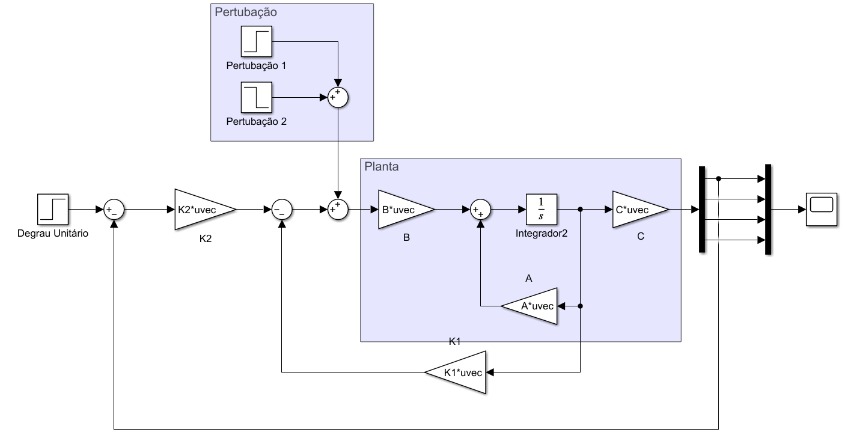 Pertubação
Pertubação 1
Pertubação 2
Planta
Degrau Unitário
K2*uvec
K2
B*uvec
B
1
s
Integrador2
C*uvec
C
A
A*uvec
K1
K1*uvec